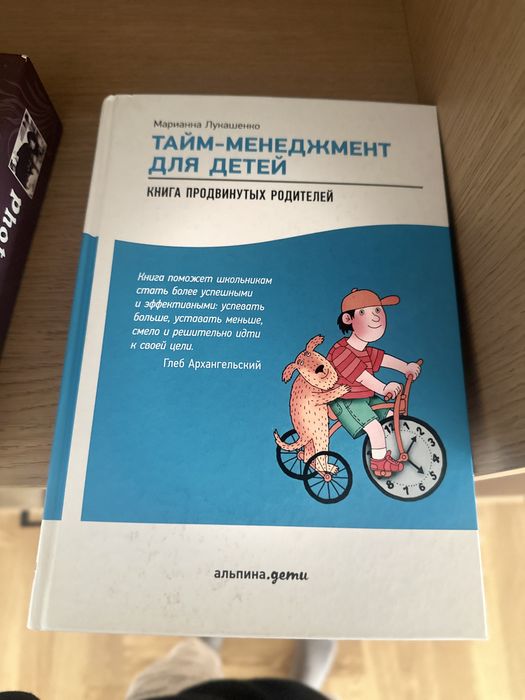 Марианна Лукашенко
ТАЙМ-МЕНЕДЖМЕНТ
ДЛЯ ДЕТЕЙ
КНИГА ПРОДВИНУТЫХ РОДИТЕЛЕЙ
Книга поможет школьникам
стать более успешными
и эффективными: успевать
больше, уставать меньше,
смело и решительно идти
к своей цели.
Глеб Архангельский
альпина.дети
Phot